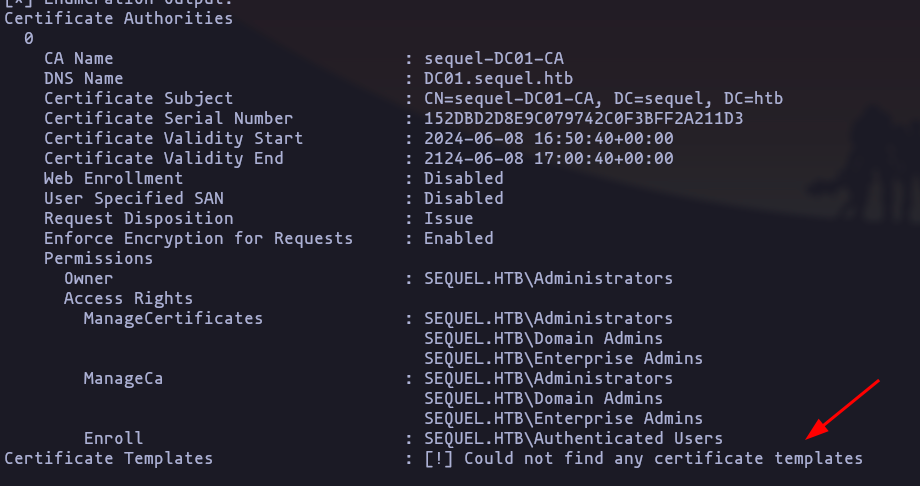 [*] Enumeration output:
Certificate Authorities
0
CA Name : sequel-DC01-CA
DNS Name : DC01.sequel.htb
Certificate Subject : CN=sequel-DC01-CA, DC=sequel, DC=htb
Certificate Serial Number : 152DBD2D8E9C079742C0F3BFF2A211D3
Certificate Validity Start : 2024-06-08 16:50:40+00:00
Certificate Validity End : 2124-06-08 17:00:40+00:00
Web Enrollment : Disabled
User Specified SAN : Disabled
Request Disposition : Issue
Enforce Encryption for Requests : Enabled
Permissions
Owner : SEQUEL.HTB\Administrators
Access Rights
ManageCertificates : SEQUEL.HTB\Administrators
SEQUEL.HTB\Domain Admins
SEQUEL.HTB\Enterprise Admins
ManageCa : SEQUEL.HTB\Administrators
SEQUEL.HTB\Domain Admins
SEQUEL.HTB\Enterprise Admins
Enroll : SEQUEL.HTB\Authenticated Users
Certificate Templates : [!] Could not find any certificate templates